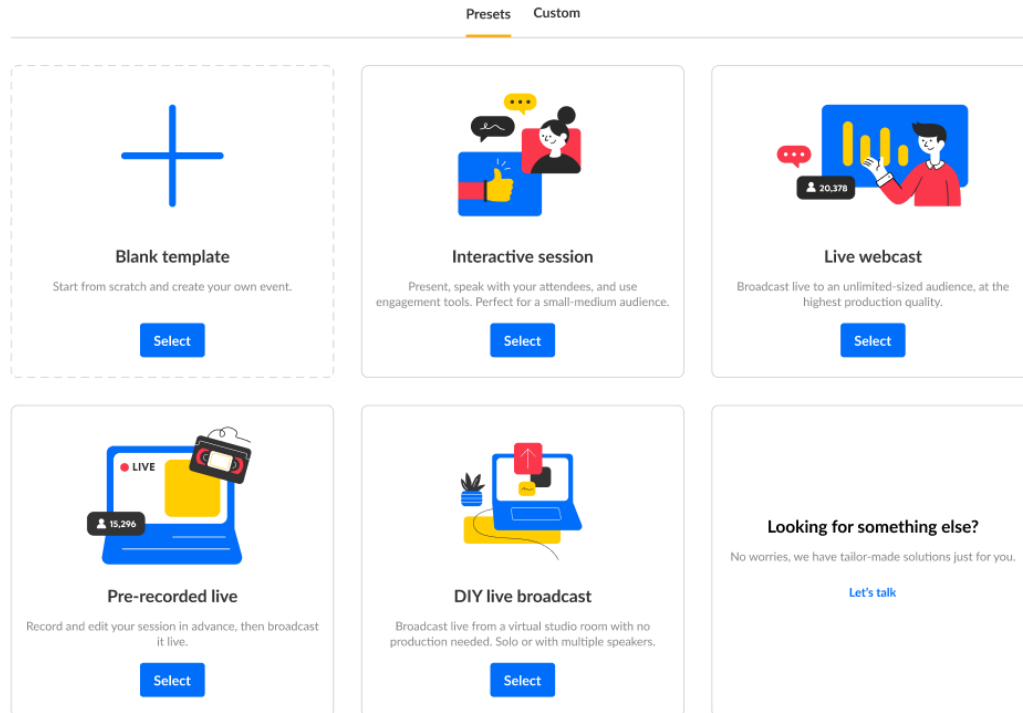 Presets
Custom
Blank template
Start from scratch and create your own event.
Select
Interactive session
Present, speak with your attendees, and use
engagement tools. Perfect for a small-medium audience.
Select
20,378
Live webcast
Broadcast live to an unlimited-sized audience, at the
highest production quality.
Select
LIVE
15,296
Pre-recorded live
Record and edit your session in advance, then broadcast
it live.
Select
DIY live broadcast
Broadcast live from a virtual studio room with no
production needed. Solo or with multiple speakers.
Select
Looking for something else?
No worries, we have tailor-made solutions just for you.
Let's talk